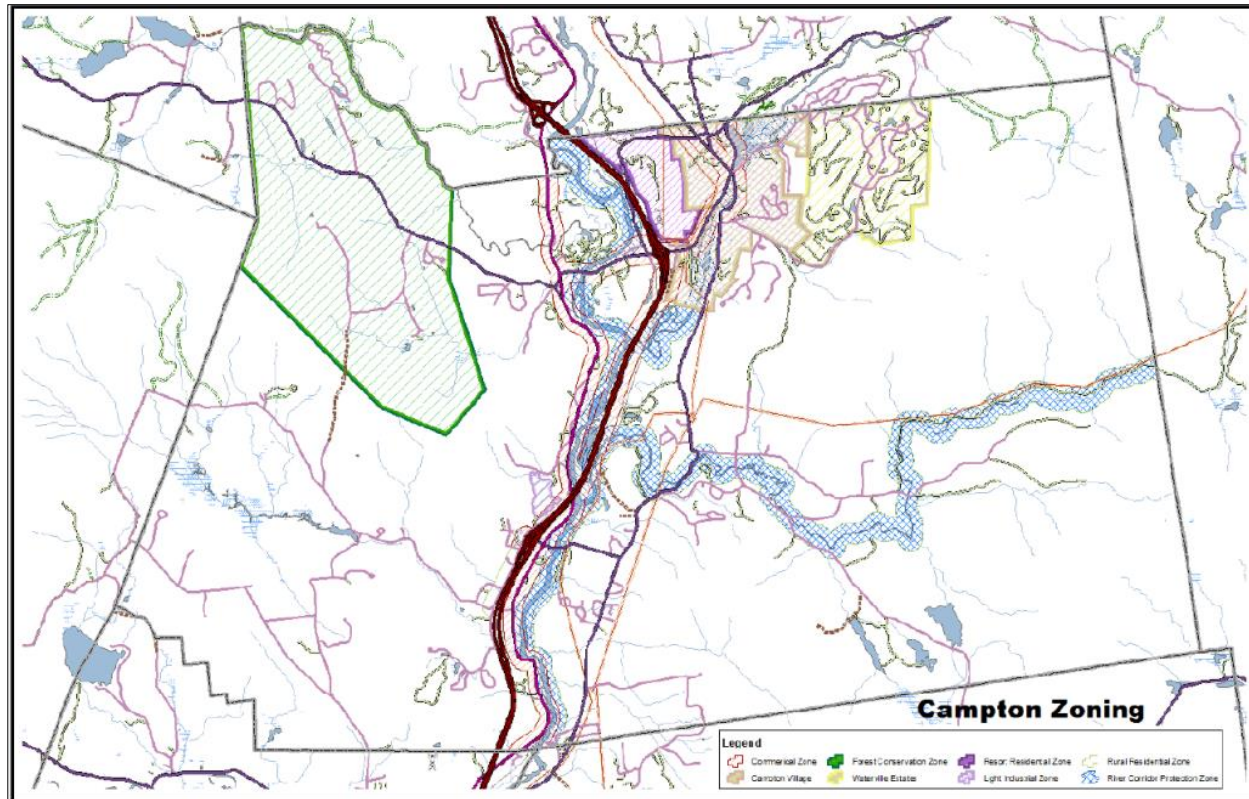 Campton Zoning
Legend
Commerical Zone Forest Conservation Zone Resort Residential Zone Rural Residential Zone
Campton Village Waterville Estates Light Industrial Zone River Corridor Protection Zone